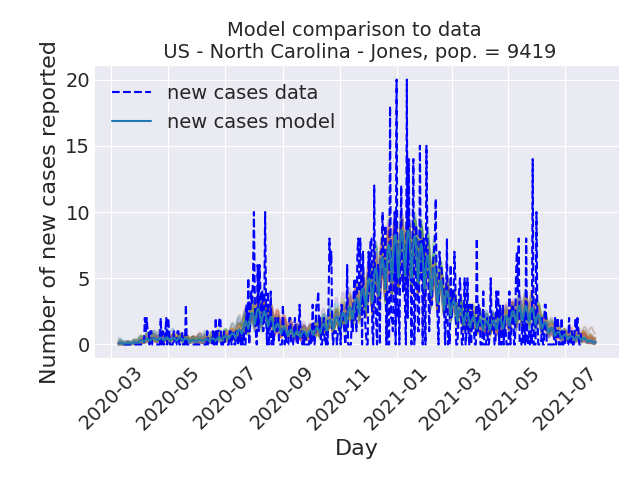 Model comparison to data
US - North Carolina - Jones, pop. = 9419
Number of new cases reported
20
15
10
5
0
new cases data
new cases model
2020-03
2020-05
2020-07
2020-09
2020-11
2021-01
2021-03
2021-05
2021-07
Day